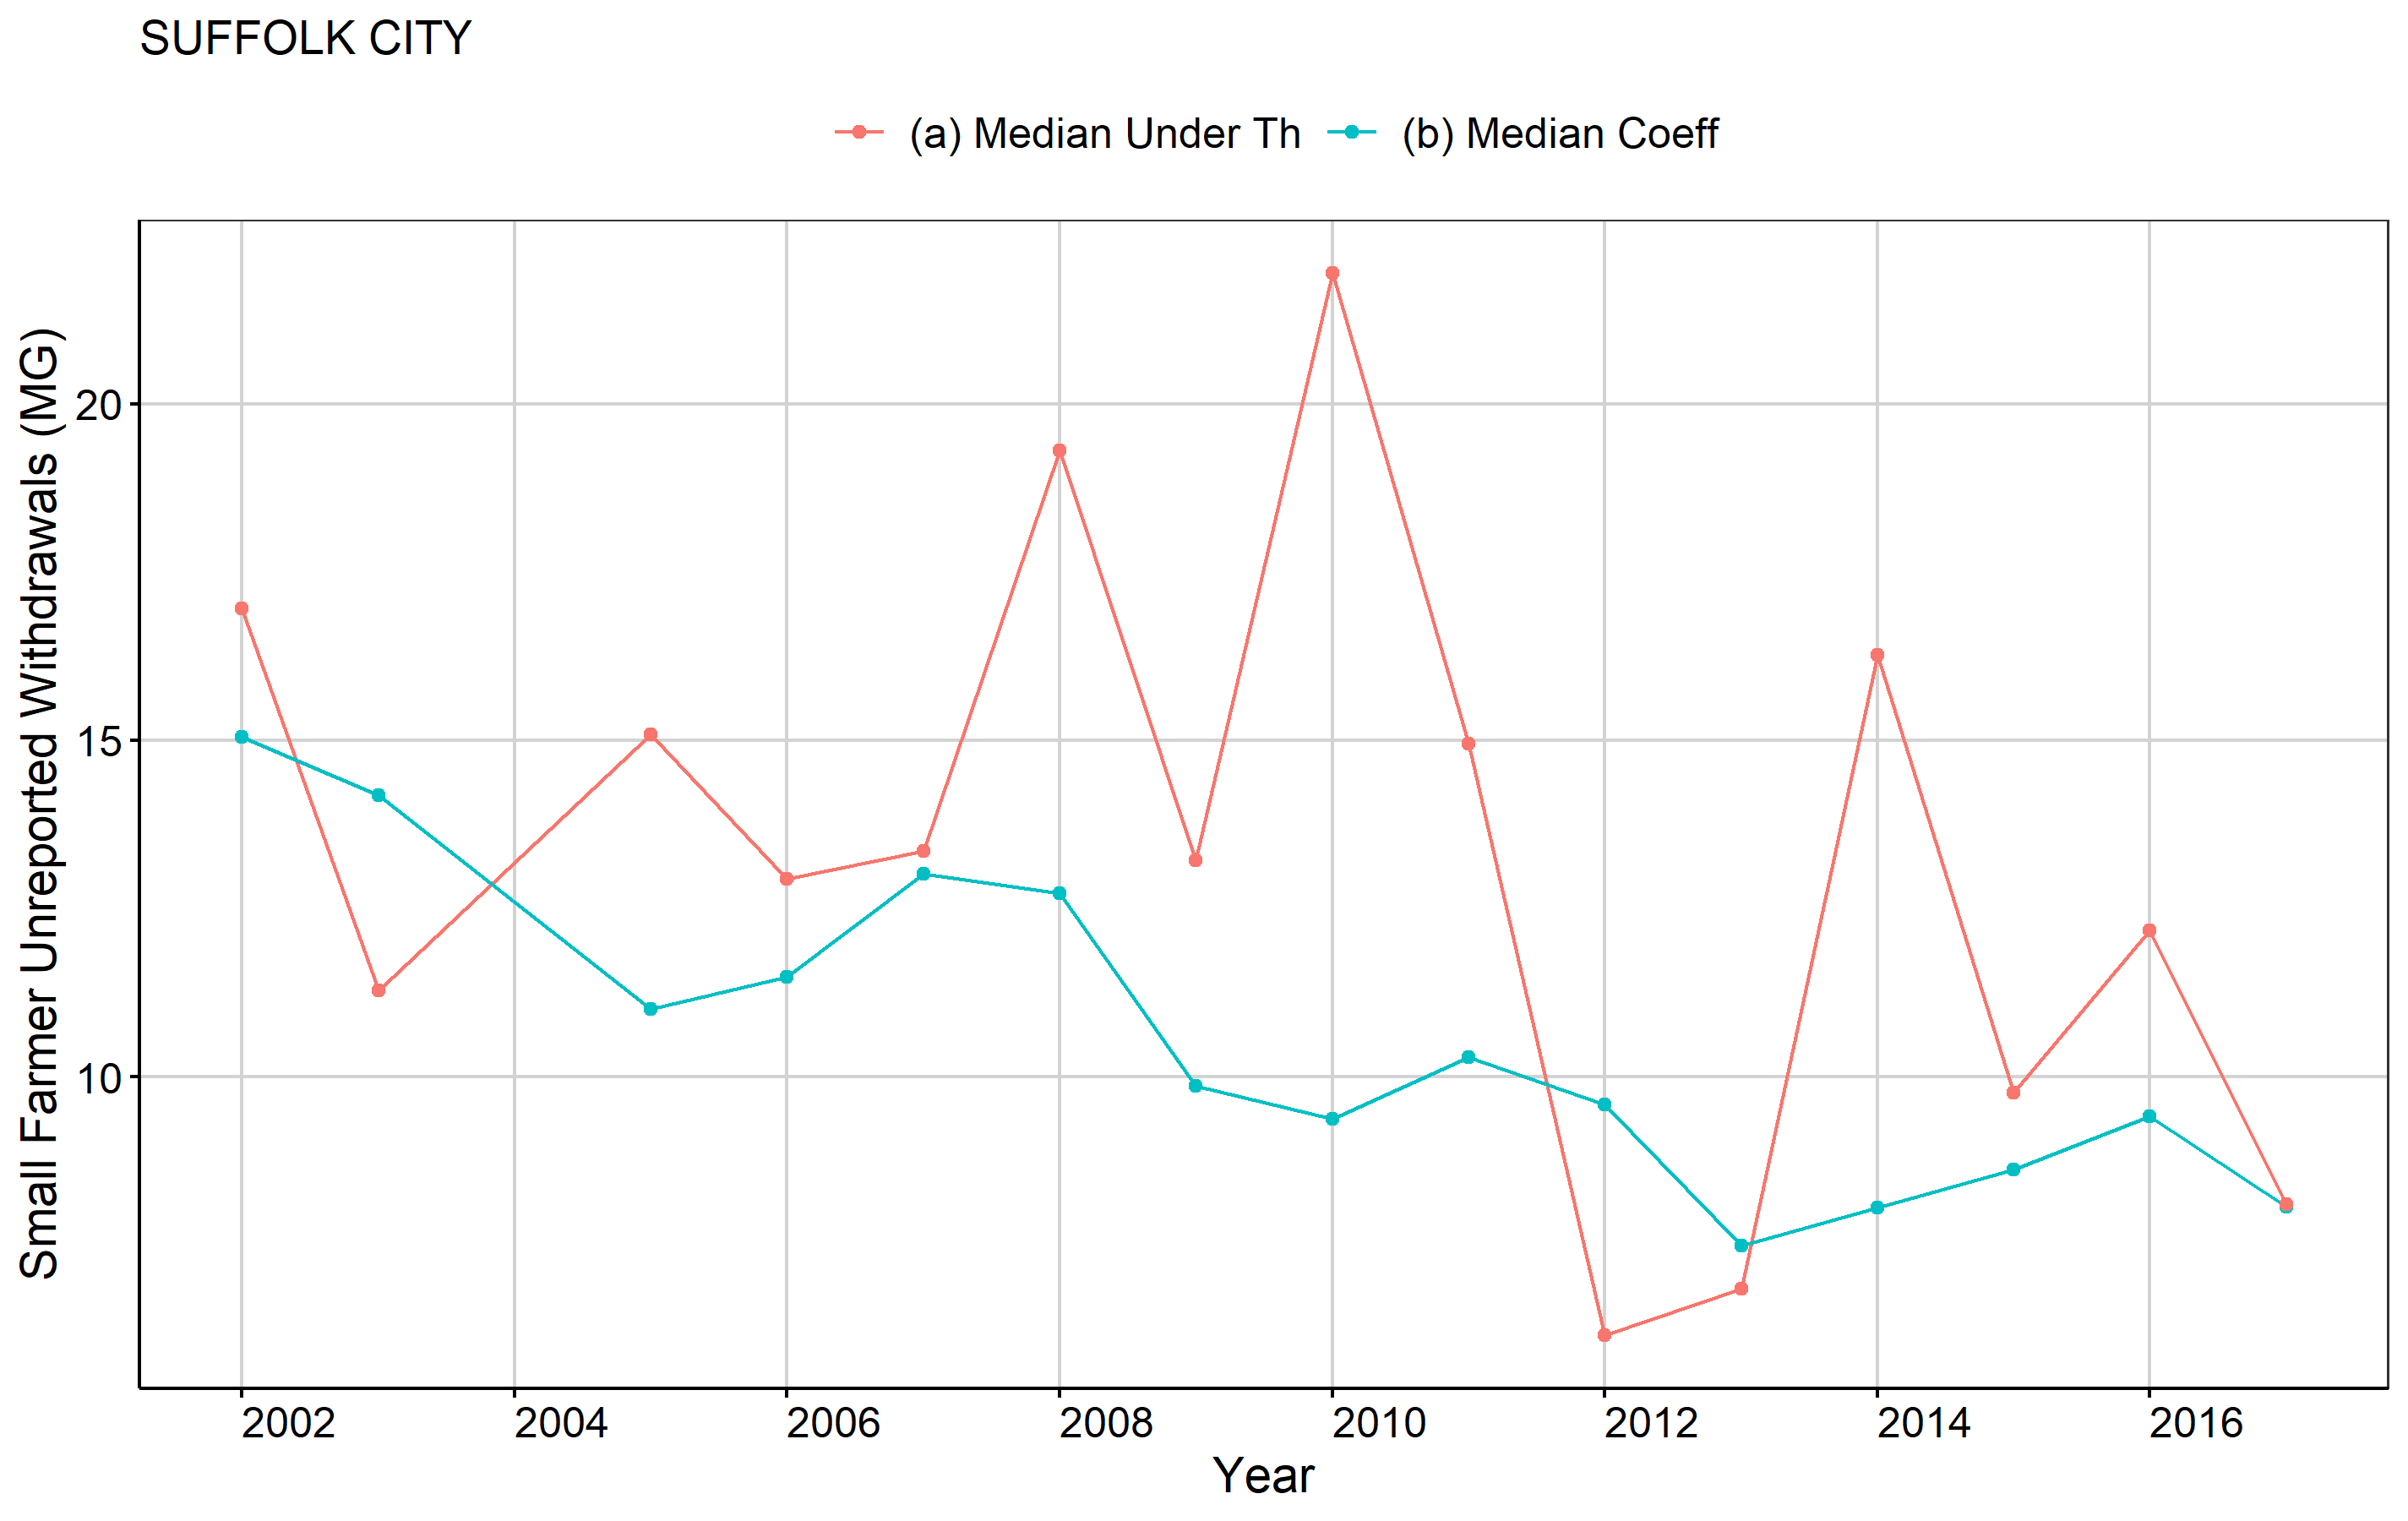 SUFFOLK CITY
(a) Median Under Th (b) Median Coeff
Small Farmer Unreported Withdrawals (MG)
20
15
10
2002 2004 2006 2008 2010 2012 2014 2016
Year